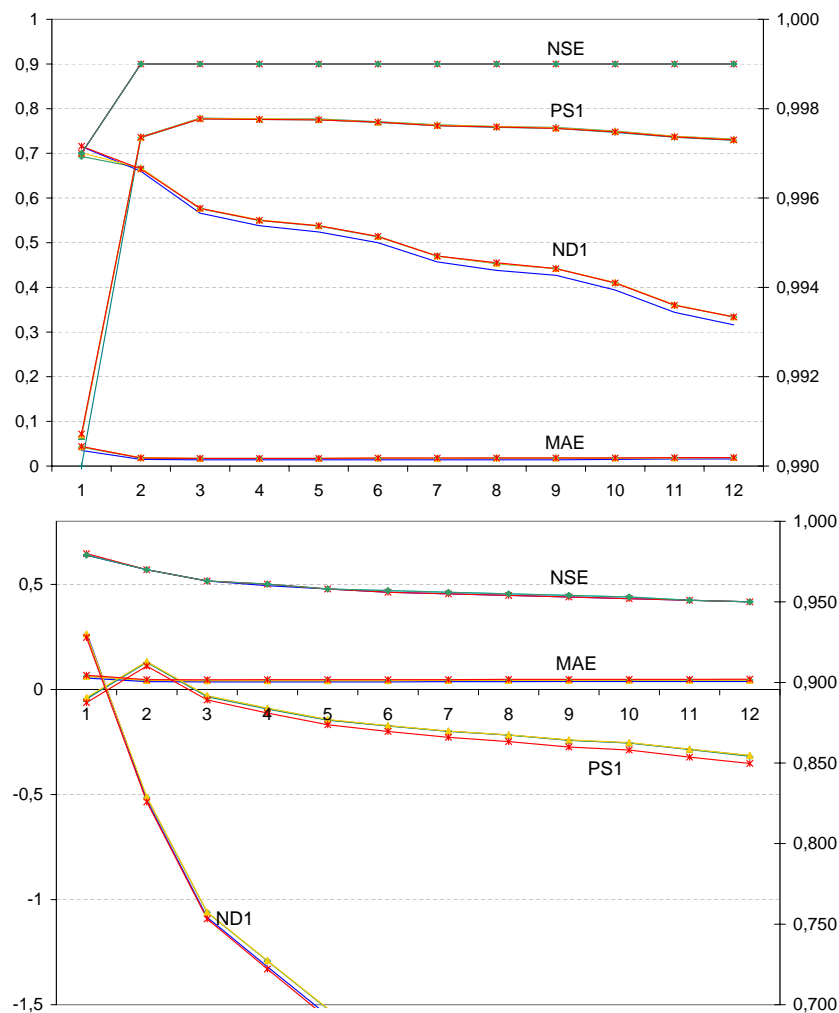 1 1,000
NSE
0,9
PS1
0,8 0,998
0,7
0,6 0,996
0,5
ND1
0,4 0,994
0,3
0,2 0,992
0,1
MAE
0 0,990
1 2 3 4 5 6 7 8 9 10 11 12
1,000
NSE
0,5
0,950
MAE
0 0,900
1 2 3 4 5 6 7 8 9 10 11 12
PS1
-0,5 0,850
0,800
-1
ND1
0,750
-1,5 0,700